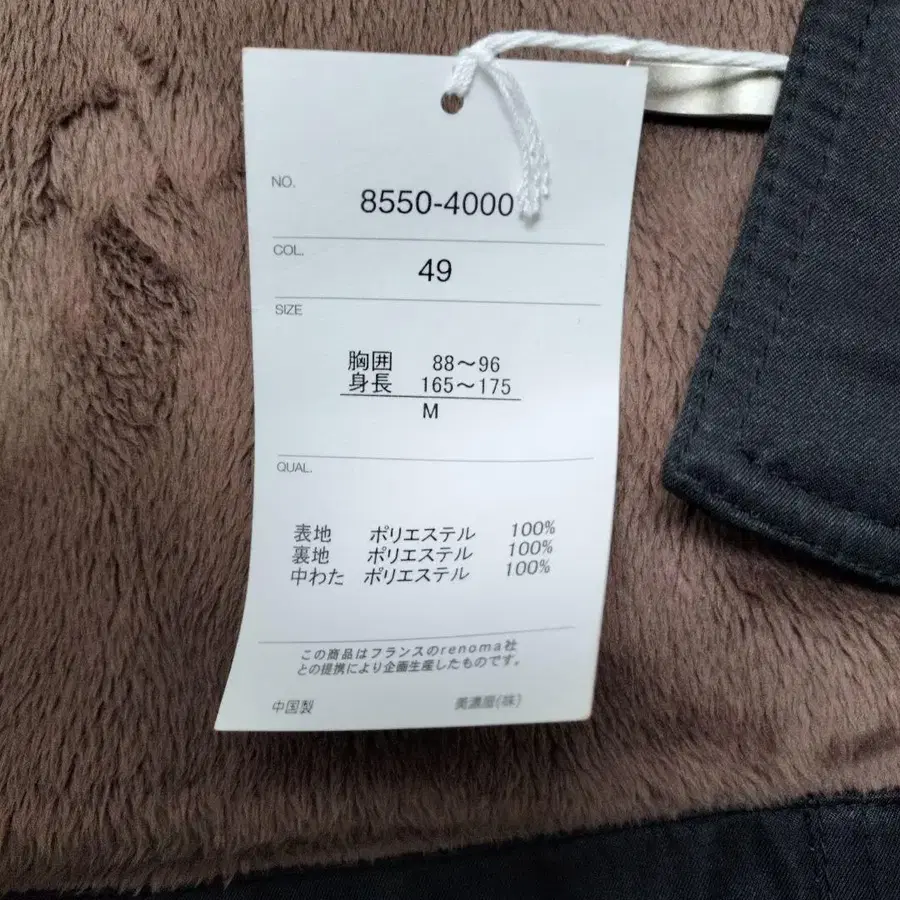 NO.
8550-4000
COL.
49
SIZE
胸囲 88～96
身長 165～175
M
QUAL.
表地 ポリエステル 100%
裏地 ポリエステル 100%
中わた ポリエステル 100%
この商品はフランスのrenoma社
との提携により企画生産したものです。
中国製